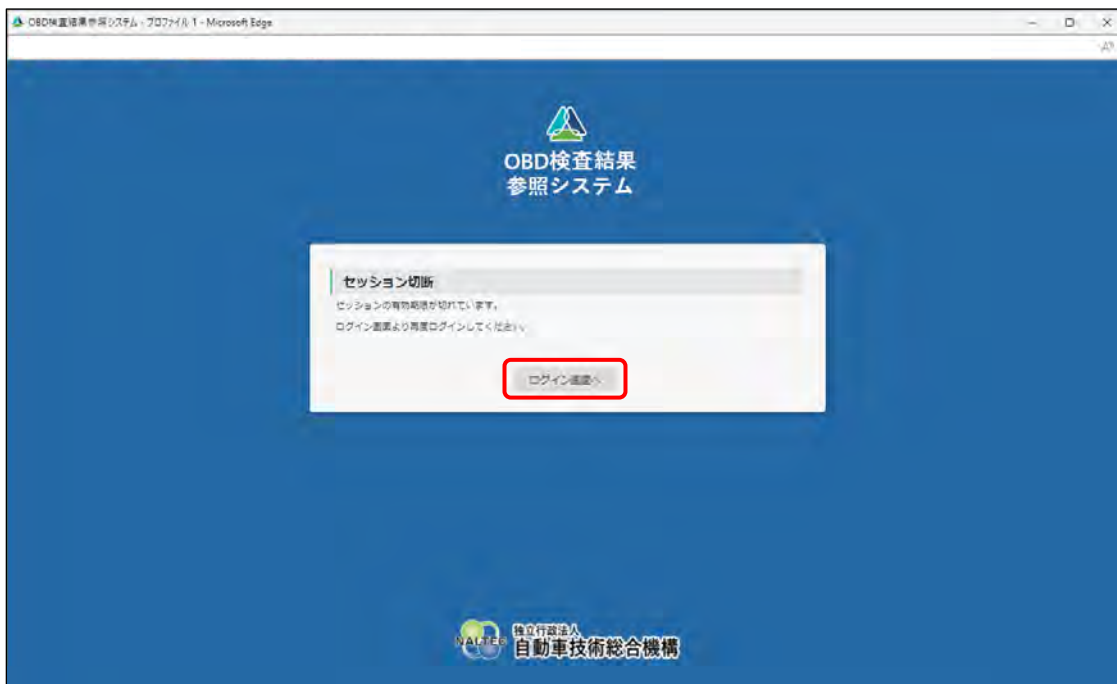 OBD検査結果参照システム - プロファイル 1 - Microsoft Edge
OBD検査結果
参照システム
セッション切断
セッションの有効期限が切れています。
ログイン画面より再度ログインしてください。
ログイン画面へ
NALTEC
独立行政法人
自動車技術総合機構